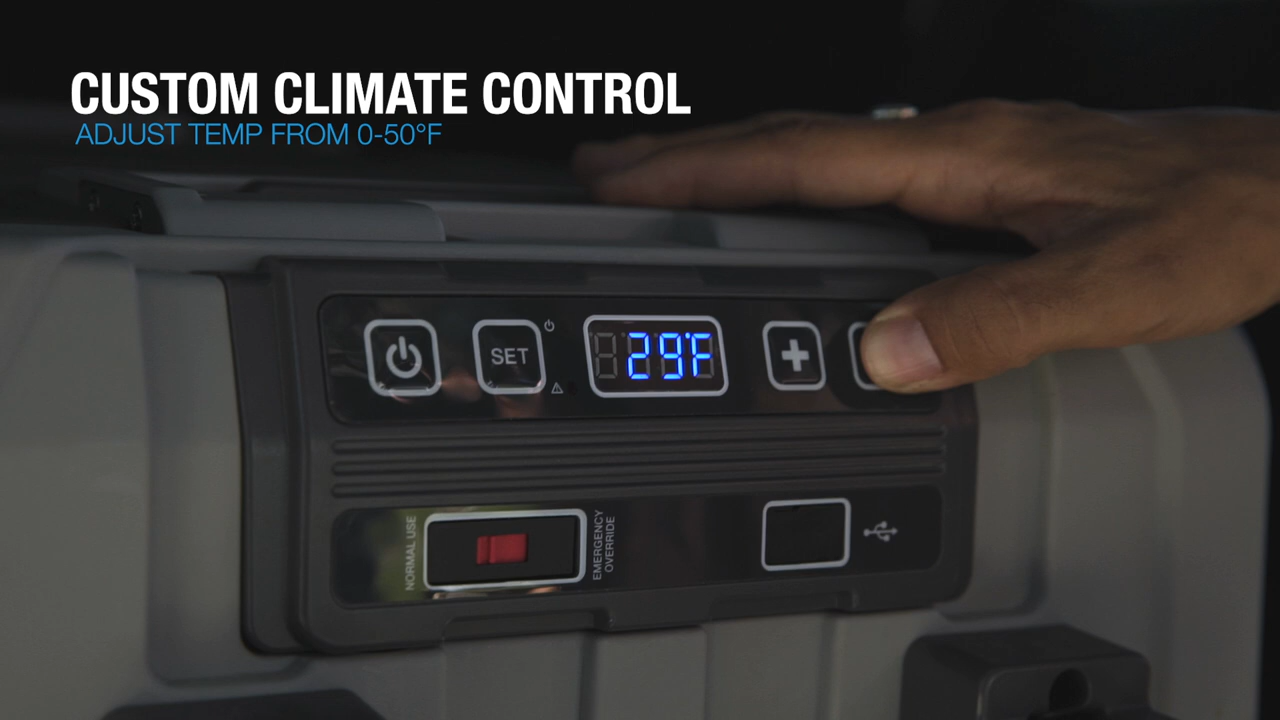 CUSTOM CLIMATE CONTROL
ADJUST TEMP FROM 0-50°F
SET
29°F
NORMAL USE
EMERGENCY
OVERRIDE